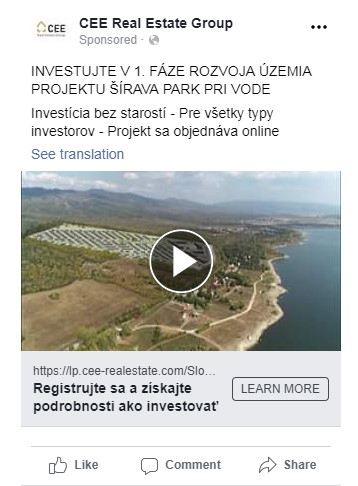 CEE
CEE Real Estate Group
Sponsored ·
INVESTUJTE V 1. FÁZE ROZVOJA ÚZEMIA
PROJEKTU ŠÍRAVA PARK PRI VODE
Investícia bez starostí - Pre všetky typy
investorov - Projekt sa objednáva online
See translation
https://lp.cee-realestate.com/Slo...
Registrujte sa a získajte
podrobnosti ako investovať
LEARN MORE
Like
Comment
Share